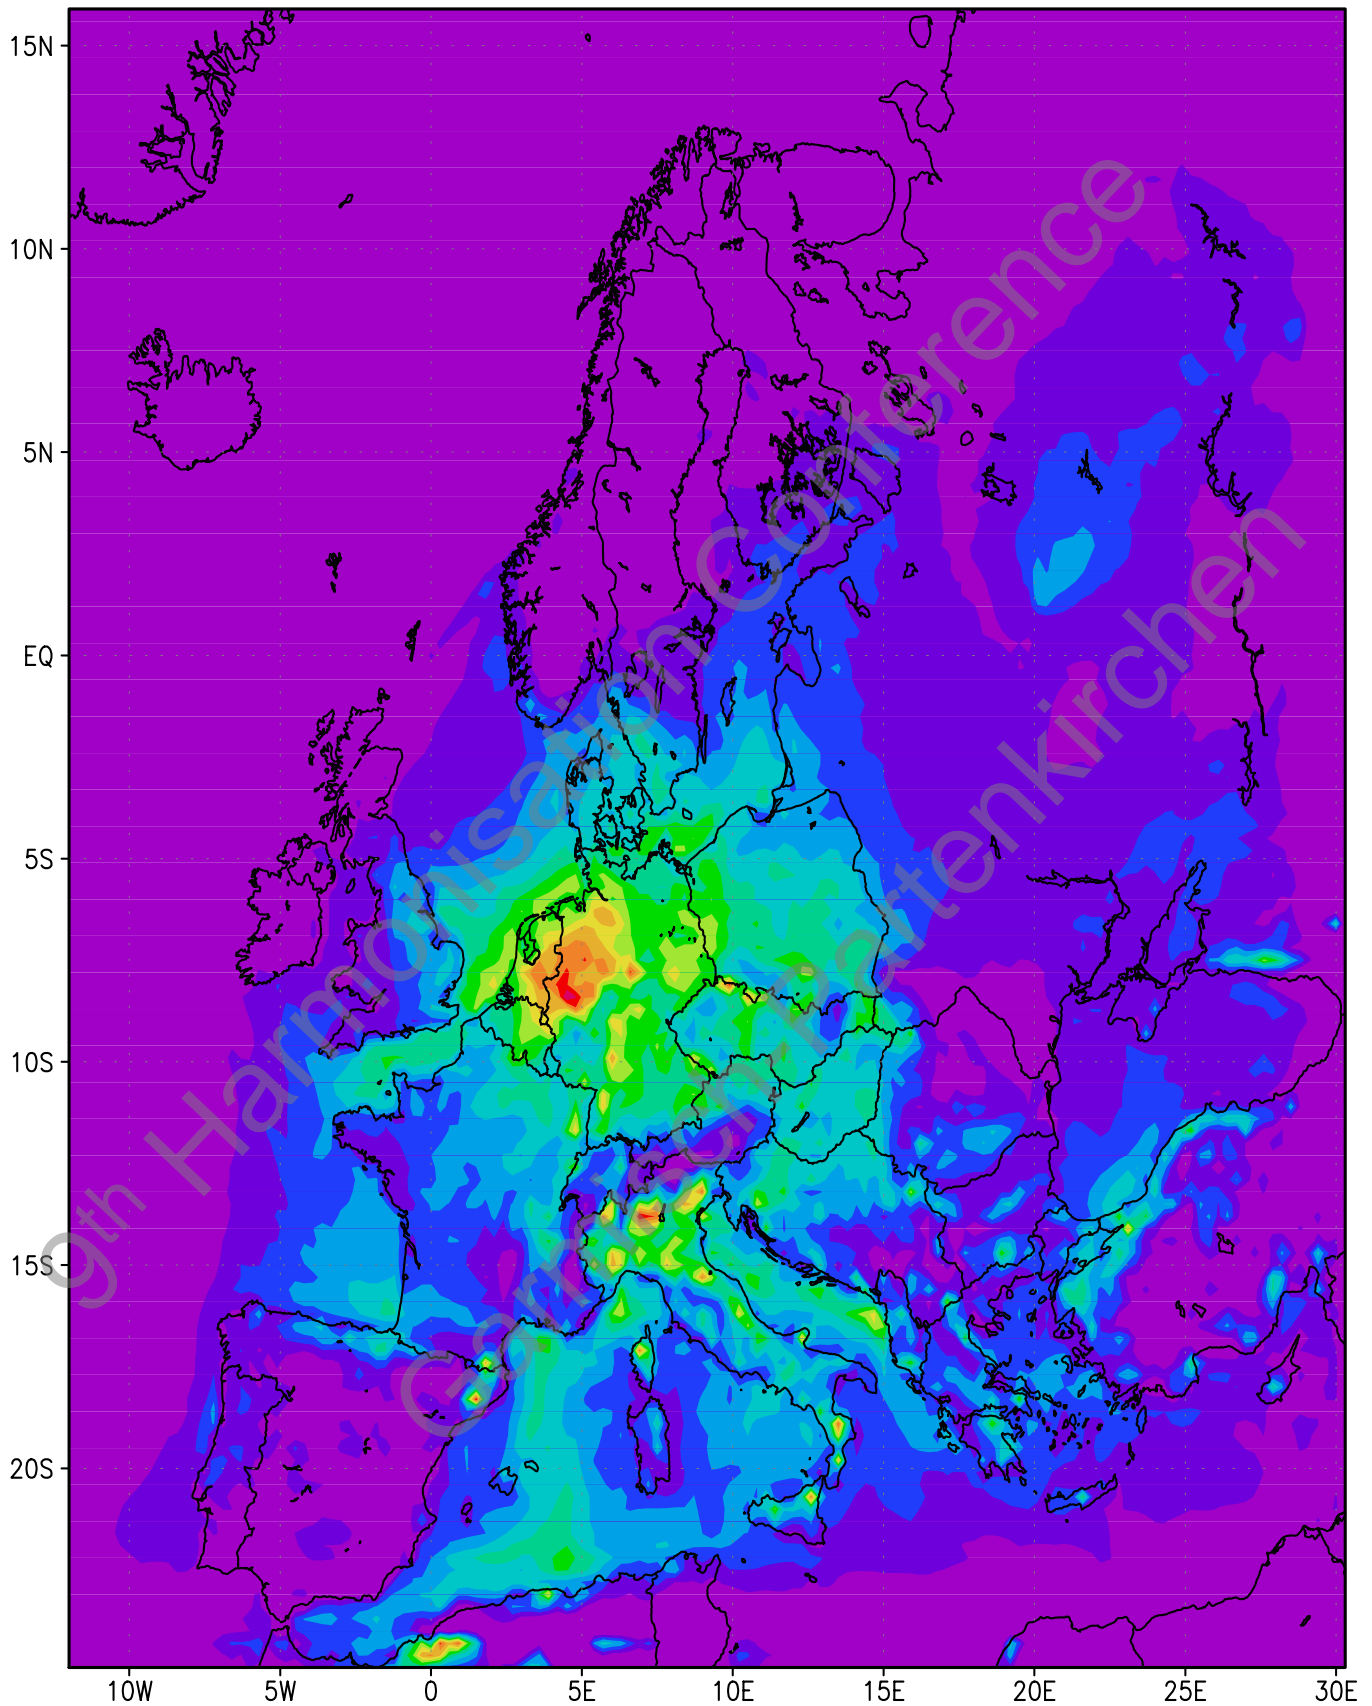 15N
10N
5N
EQ
5S
10S
15S
20S
10W 5W 0 5E 10E 15E 20E 25E 30E
9th Harmonisation Conference
Garmisch Partenkirchen